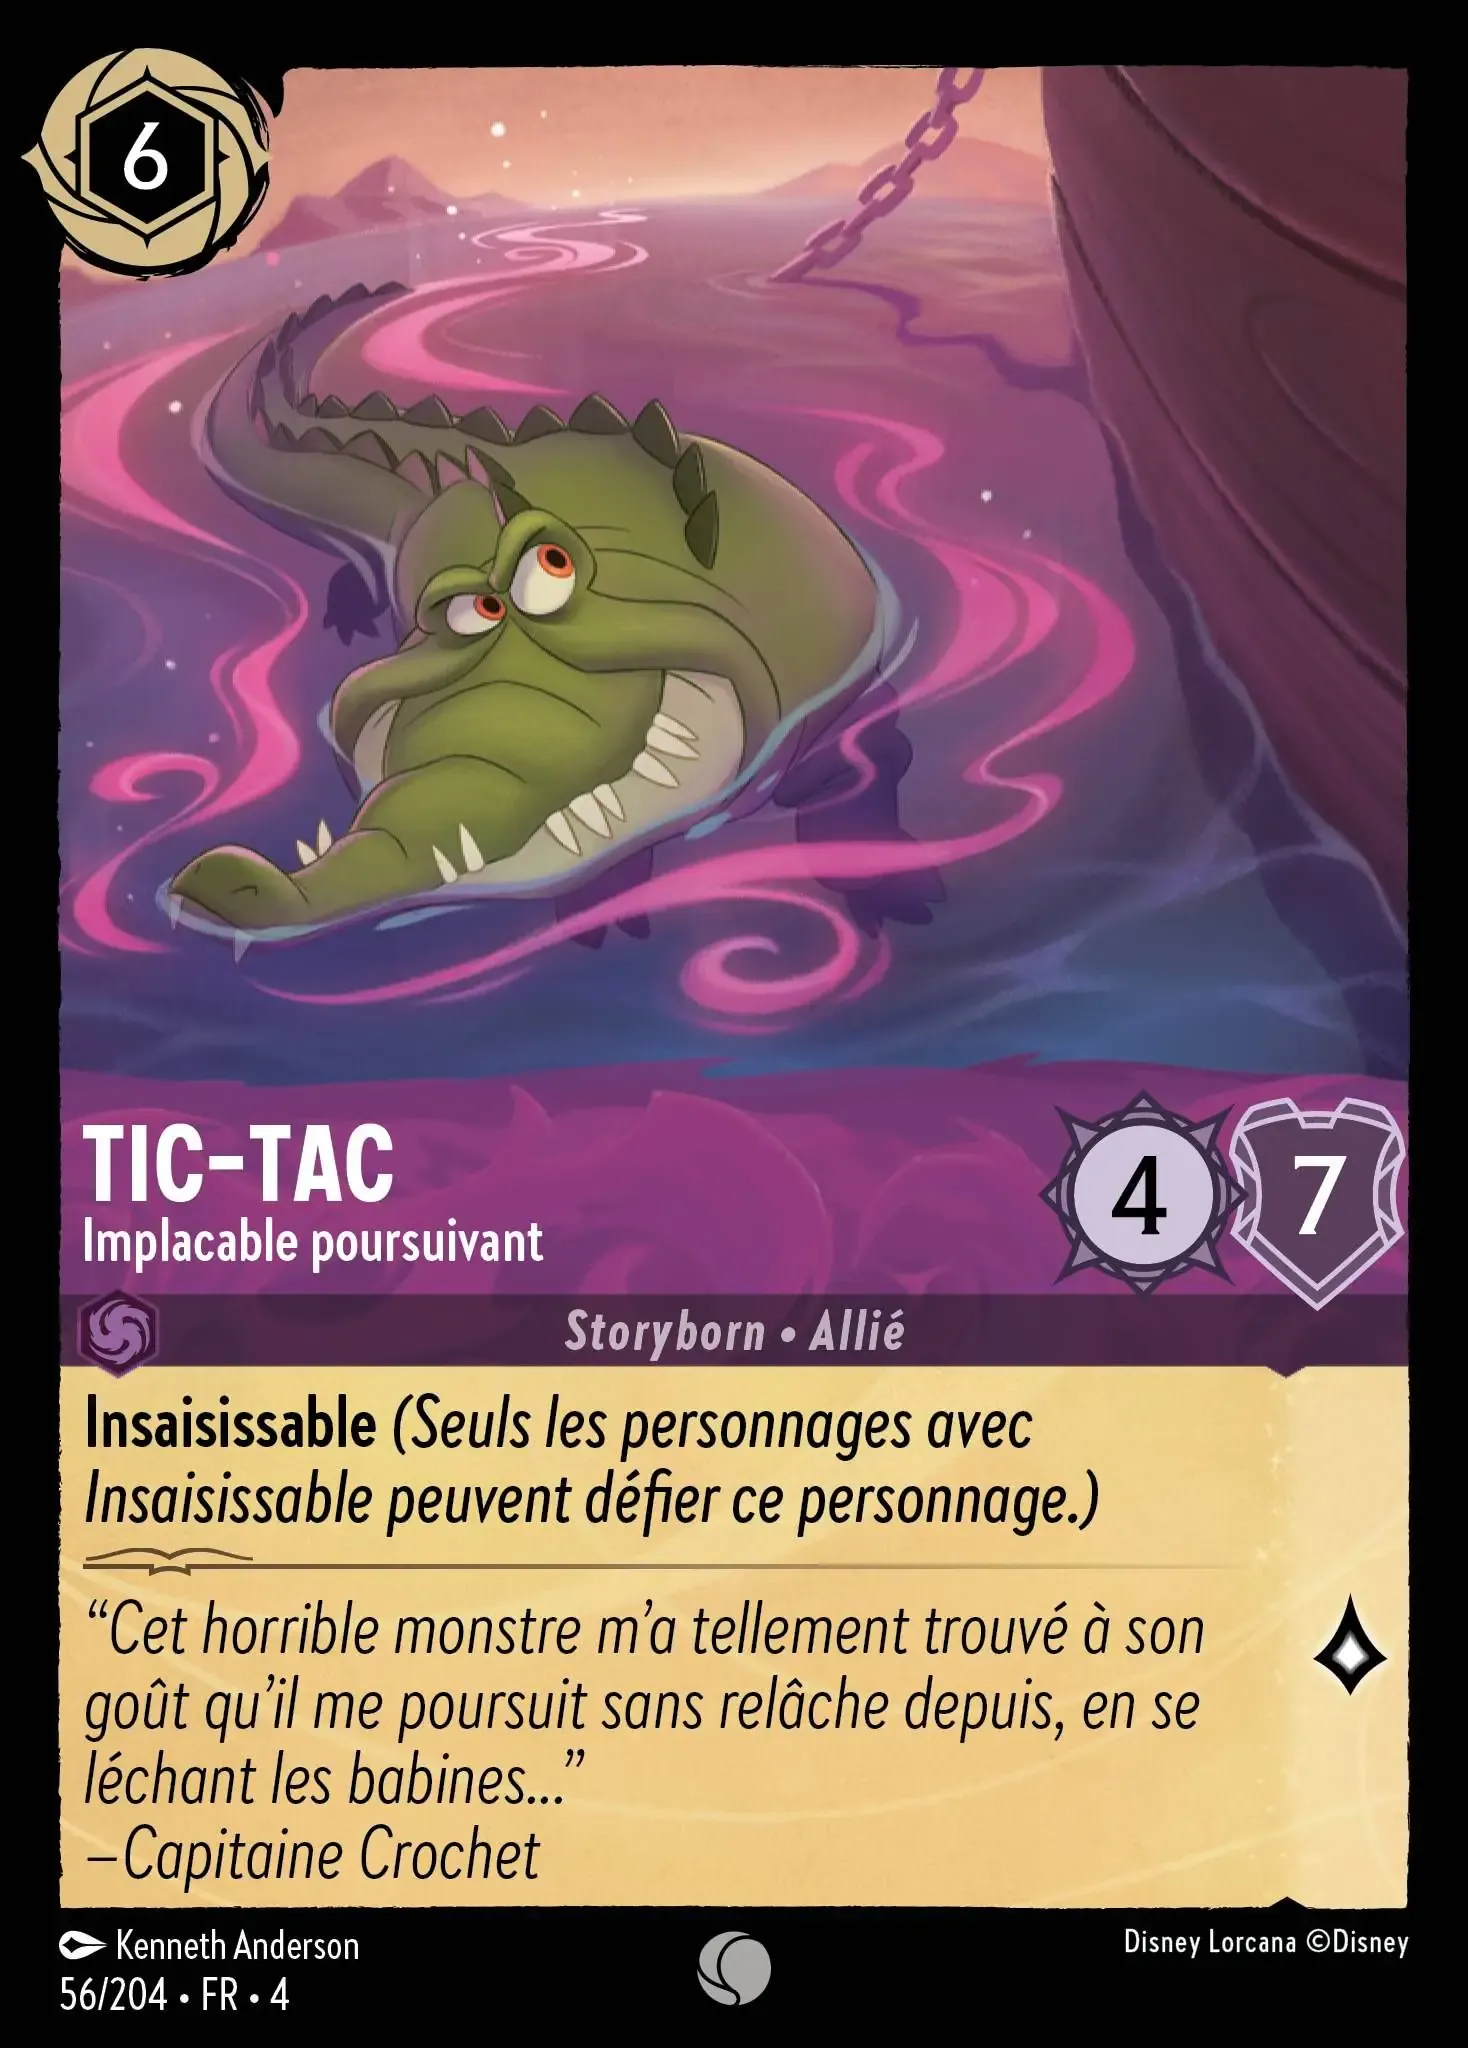 6
TIC-TAC
Implacable poursuivant
4
7
Storyborn • Allié
Insaisissable (Seuls les personnages avec
Insaisissable peuvent défier ce personnage.)
“Cet horrible monstre m’a tellement trouvé à son
goût qu’il me poursuit sans relâche depuis, en se
léchant les babines...”
–Capitaine Crochet
Kenneth Anderson
Disney Lorcana ©Disney
56/204 • FR • 4